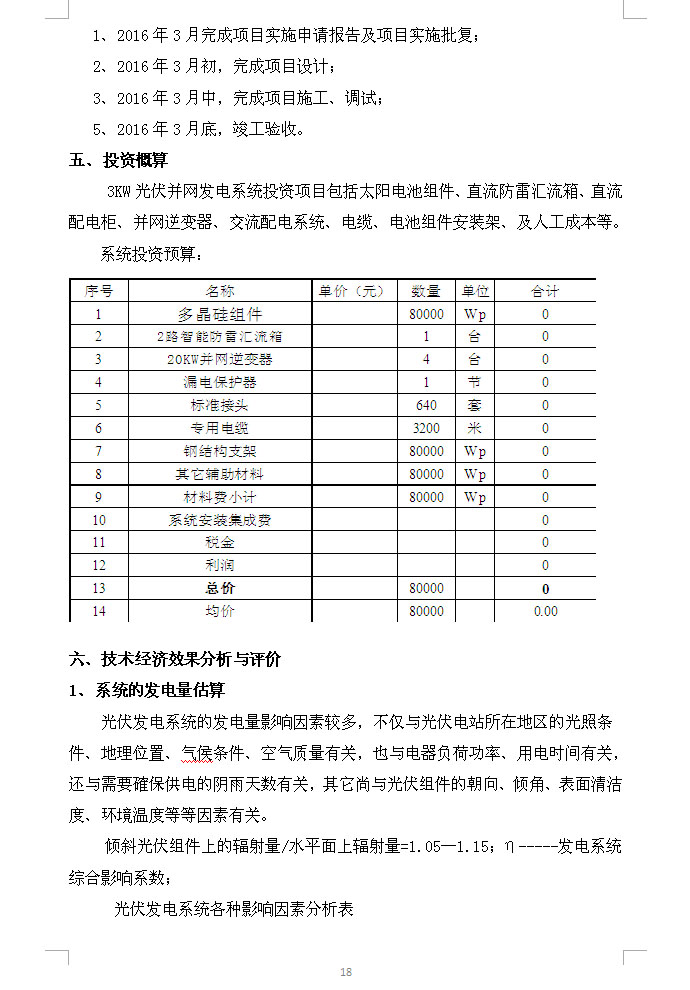 1、2016年3月完成项目实施申请报告及项目实施批复；
2、2016年3月初，完成项目设计；
3、2016年3月中，完成项目施工、调试；
5、2016年3月底，竣工验收。
五、投资概算
3KW光伏并网发电系统投资项目包括太阳电池组件、直流防雷汇流箱、直流
配电柜、并网逆变器、交流配电系统、电缆、电池组件安装架、及人工成本等。
系统投资预算：
序号 名称 单价（元） 数量 单位 合计
1 多晶硅组件 80000 Wp 0
2 2路智能防雷汇流箱 1 台 0
3 20KW并网逆变器 4 台 0
4 漏电保护器 1 节 0
5 标准接头 640 套 0
6 专用电缆 3200 米 0
7 钢结构支架 80000 Wp 0
8 其它辅助材料 80000 Wp 0
9 材料费小计 80000 Wp 0
10 系统安装集成费 0
11 税金 0
12 利润 0
13 总价 80000 0
14 均价 80000 0.00
六、技术经济效果分析与评价
1、系统的发电量估算
光伏发电系统的发电量影响因素较多，不仅与光伏电站所在地区的光照条
件、地理位置、气候条件、空气质量有关，也与电器负荷功率、用电时间有关，
还与需要確保供电的阴雨天数有关，其它尚与光伏组件的朝向、倾角、表面清洁
度、环境温度等等因素有关。
倾斜光伏组件上的辐射量/水平面上辐射量=1.05—1.15；η-----发电系统
综合影响系数；
光伏发电系统各种影响因素分析表
18